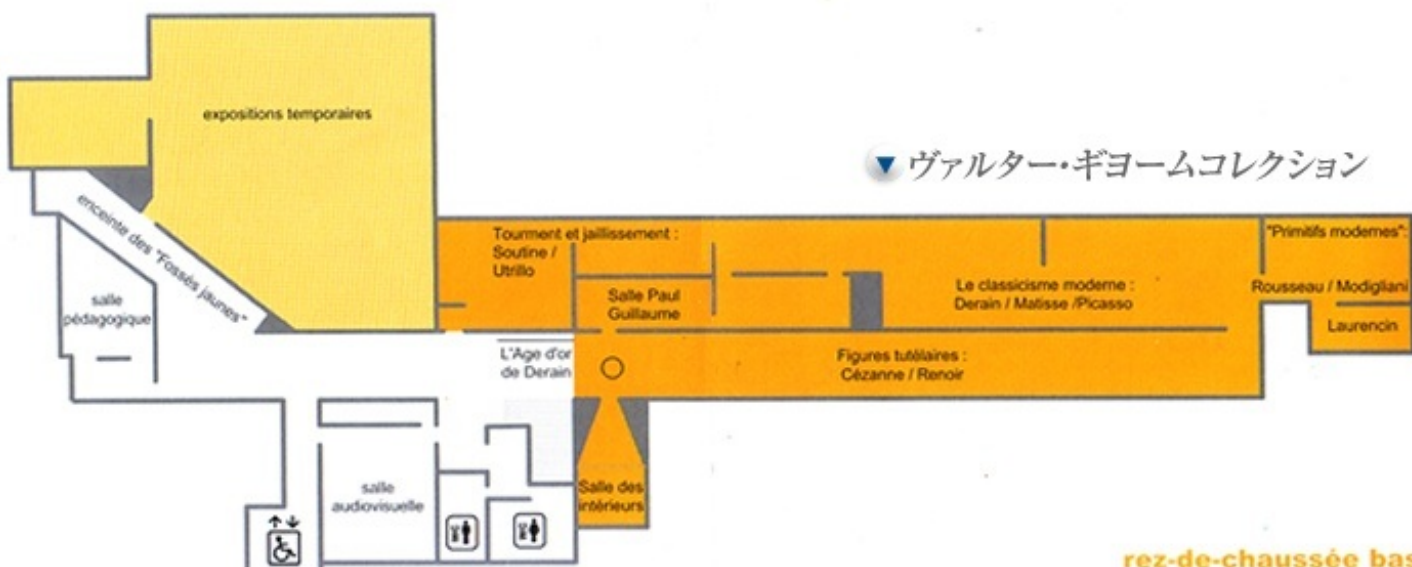 expositions temporaires
▼ ヴァルター・ギヨームコレクション
enceinte des "Fossés jaunes"
Tourment et jaillissement :
Soutine /
Utrillo
"Primitifs modernes":
Rousseau / Modigliani
Le classicisme moderne :
Derain / Matisse /Picasso
Salle Paul
Guillaume
salle
pédagogique
Laurencin
L'Age d'or
de Derain
Figures tutélaires :
Cézanne / Renoir
salle
audiovisuelle
Salle des
intérieurs
rez-de-chaussée bas